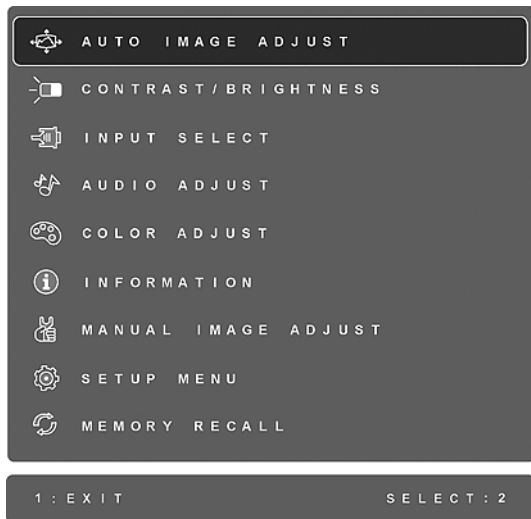 AUTO IMAGE ADJUST
CONTRAST/BRIGHTNESS
INPUT SELECT
AUDIO ADJUST
COLOR ADJUST
INFORMATION
MANUAL IMAGE ADJUST
SETUP MENU
MEMORY RECALL
1:EXIT SELECT:2